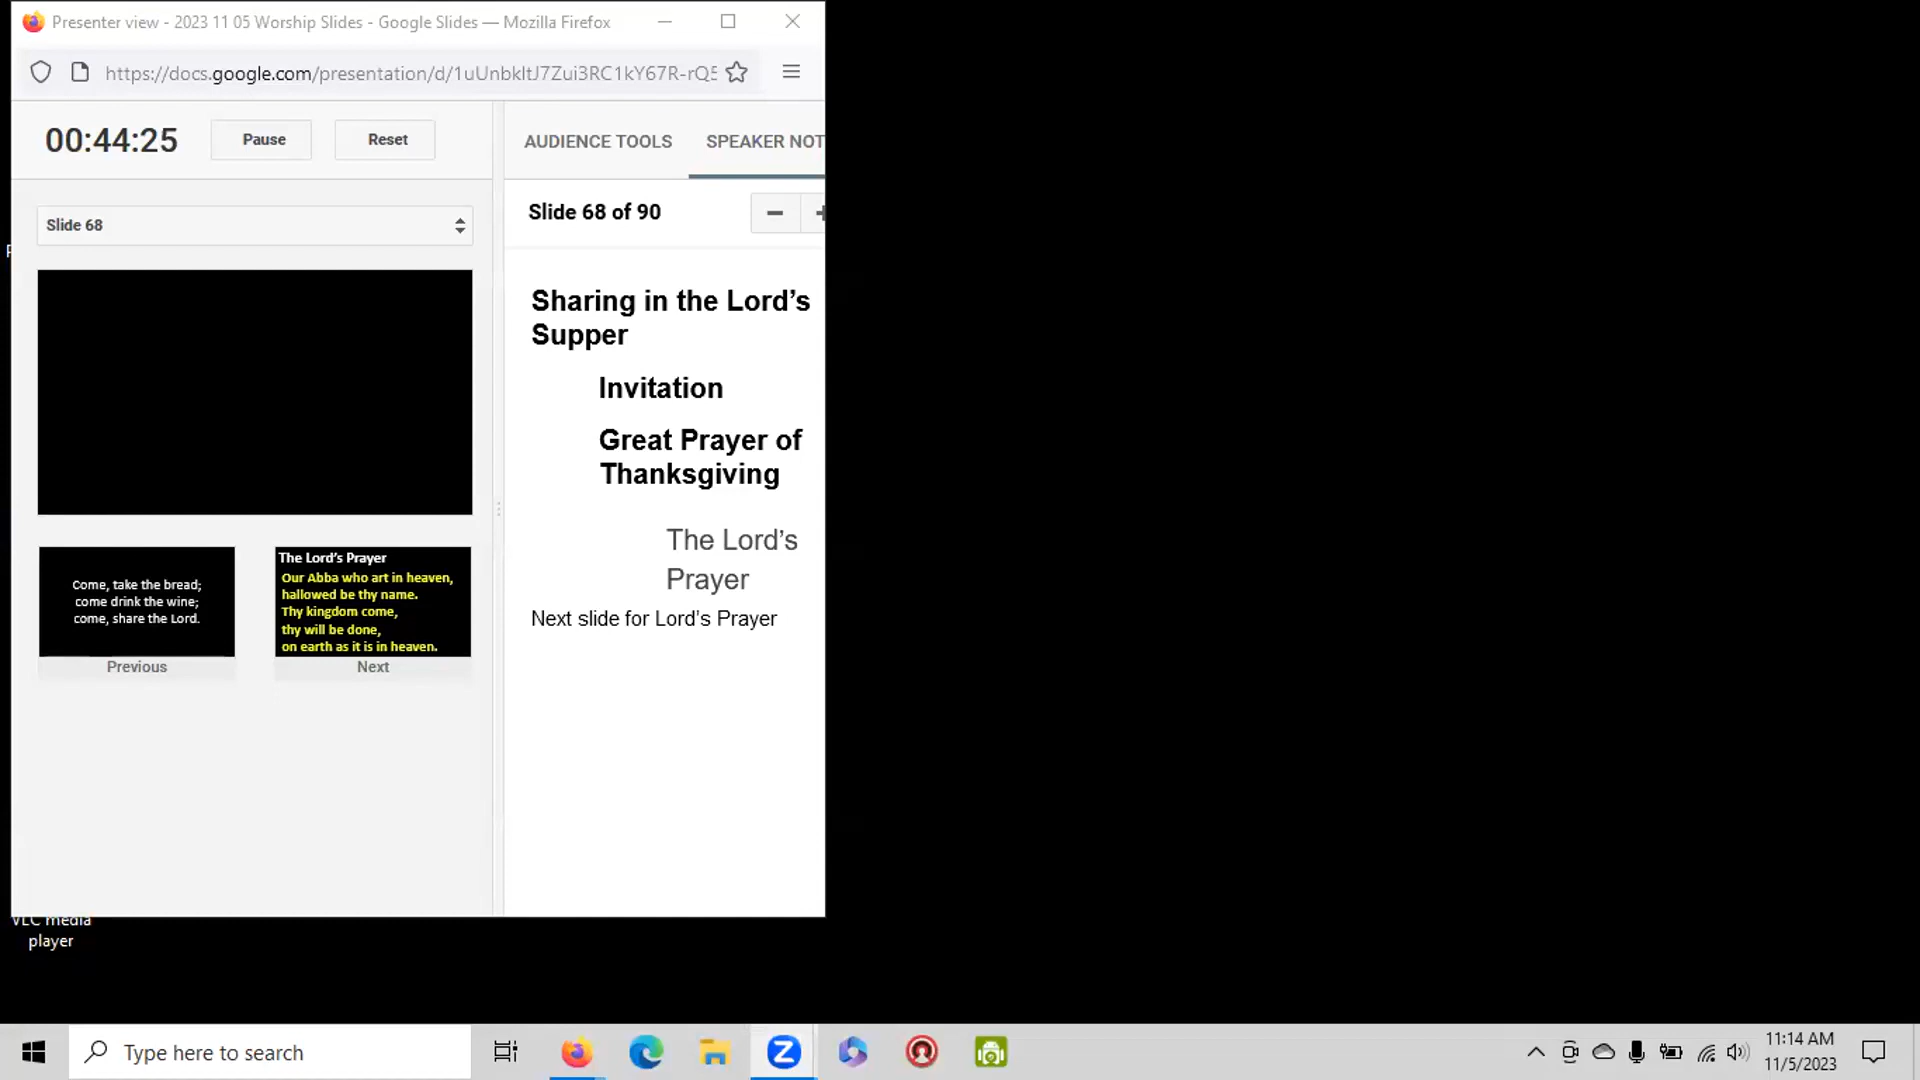 Presenter view - 2023 11 05 Worship Slides - Google Slides — Mozilla Firefox
https://docs.google.com/presentation/d/1uUnbkltJ7Zui3RC1kY67R-rQ5
00:44:25
Pause
Reset
AUDIENCE TOOLS
SPEAKER NOT
Slide 68
Slide 68 of 90
Sharing in the Lord’s
Supper
Invitation
Great Prayer of
Thanksgiving
The Lord’s
Prayer
Next slide for Lord’s Prayer
Come, take the bread;
come drink the wine;
come, share the Lord.
Previous
The Lord’s Prayer
Our Abba who art in heaven,
hallowed be thy name.
Thy kingdom come,
thy will be done,
on earth as it is in heaven.
Next
VLC media
player
Type here to search
11:14 AM
11/5/2023